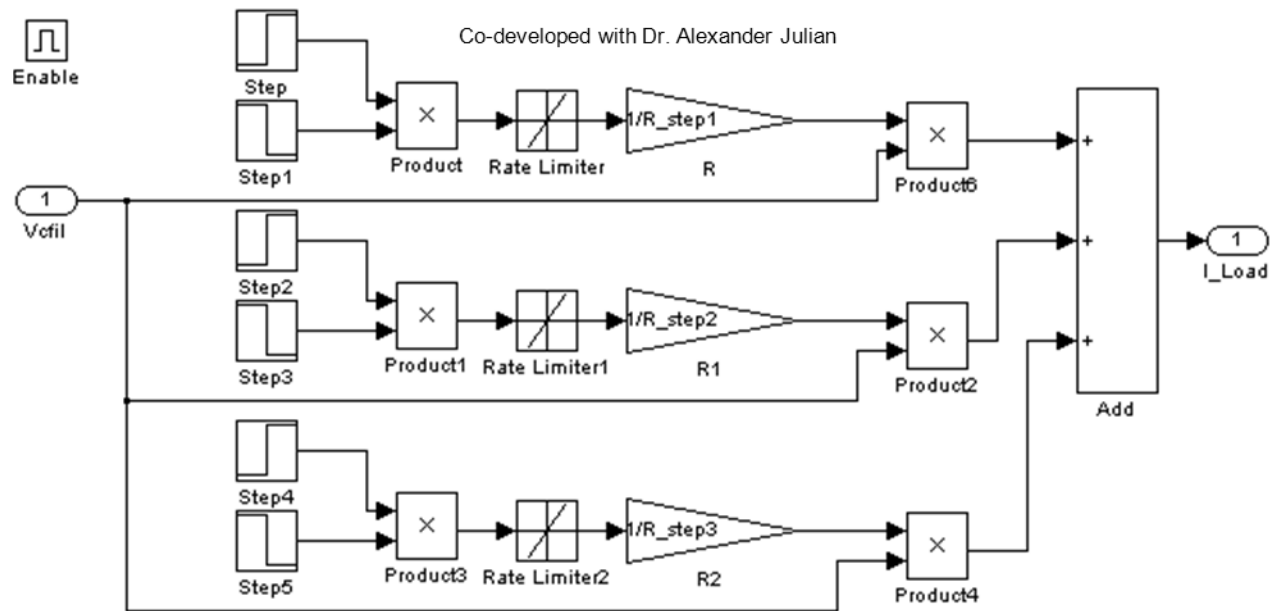 Co-developed with Dr. Alexander Julian
Enable
Step
Step1
Product
Rate Limiter
1/R_step1
R
Product6
1
Vcfil
Step2
Step3
Product1
Rate Limiter1
1/R_step2
R1
Product2
+
+
+
Add
1
I_Load
Step4
Step5
Product3
Rate Limiter2
1/R_step3
R2
Product4